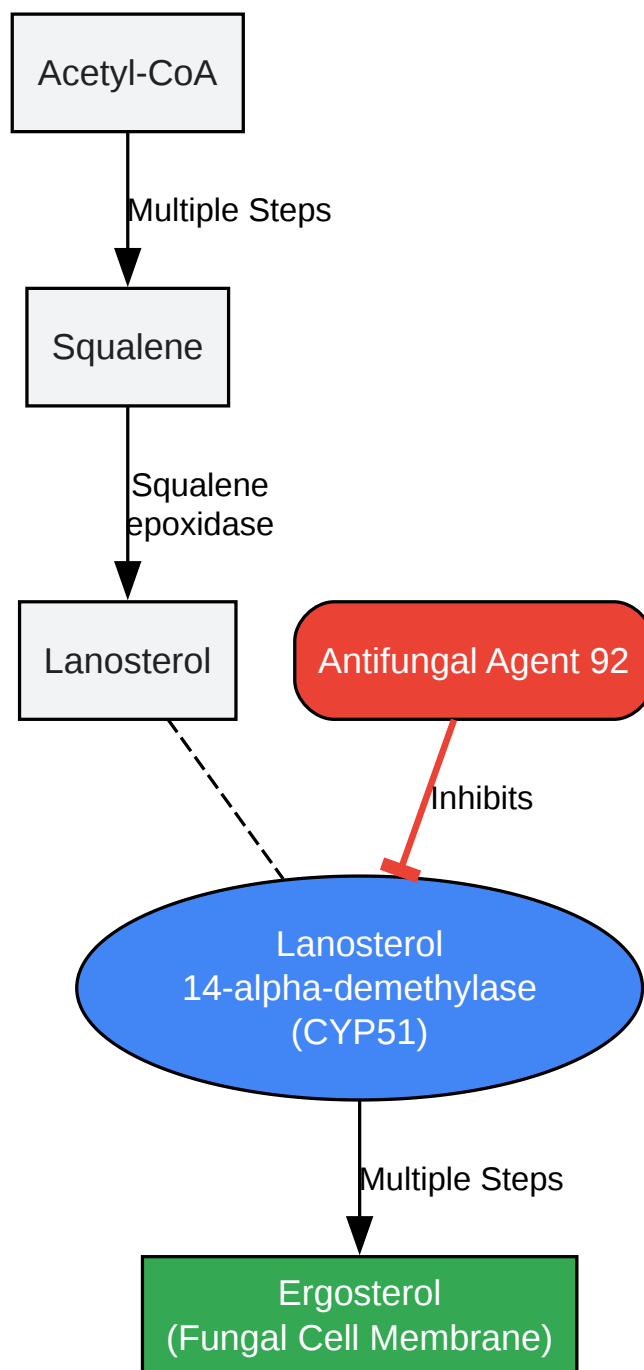 Acetyl-CoA
Multiple Steps
Squalene
Squalene
epoxidase
Lanosterol
Antifungal Agent 92
Inhibits
Lanosterol
14-alpha-demethylase
(CYP51)
Multiple Steps
Ergosterol
(Fungal Cell Membrane)